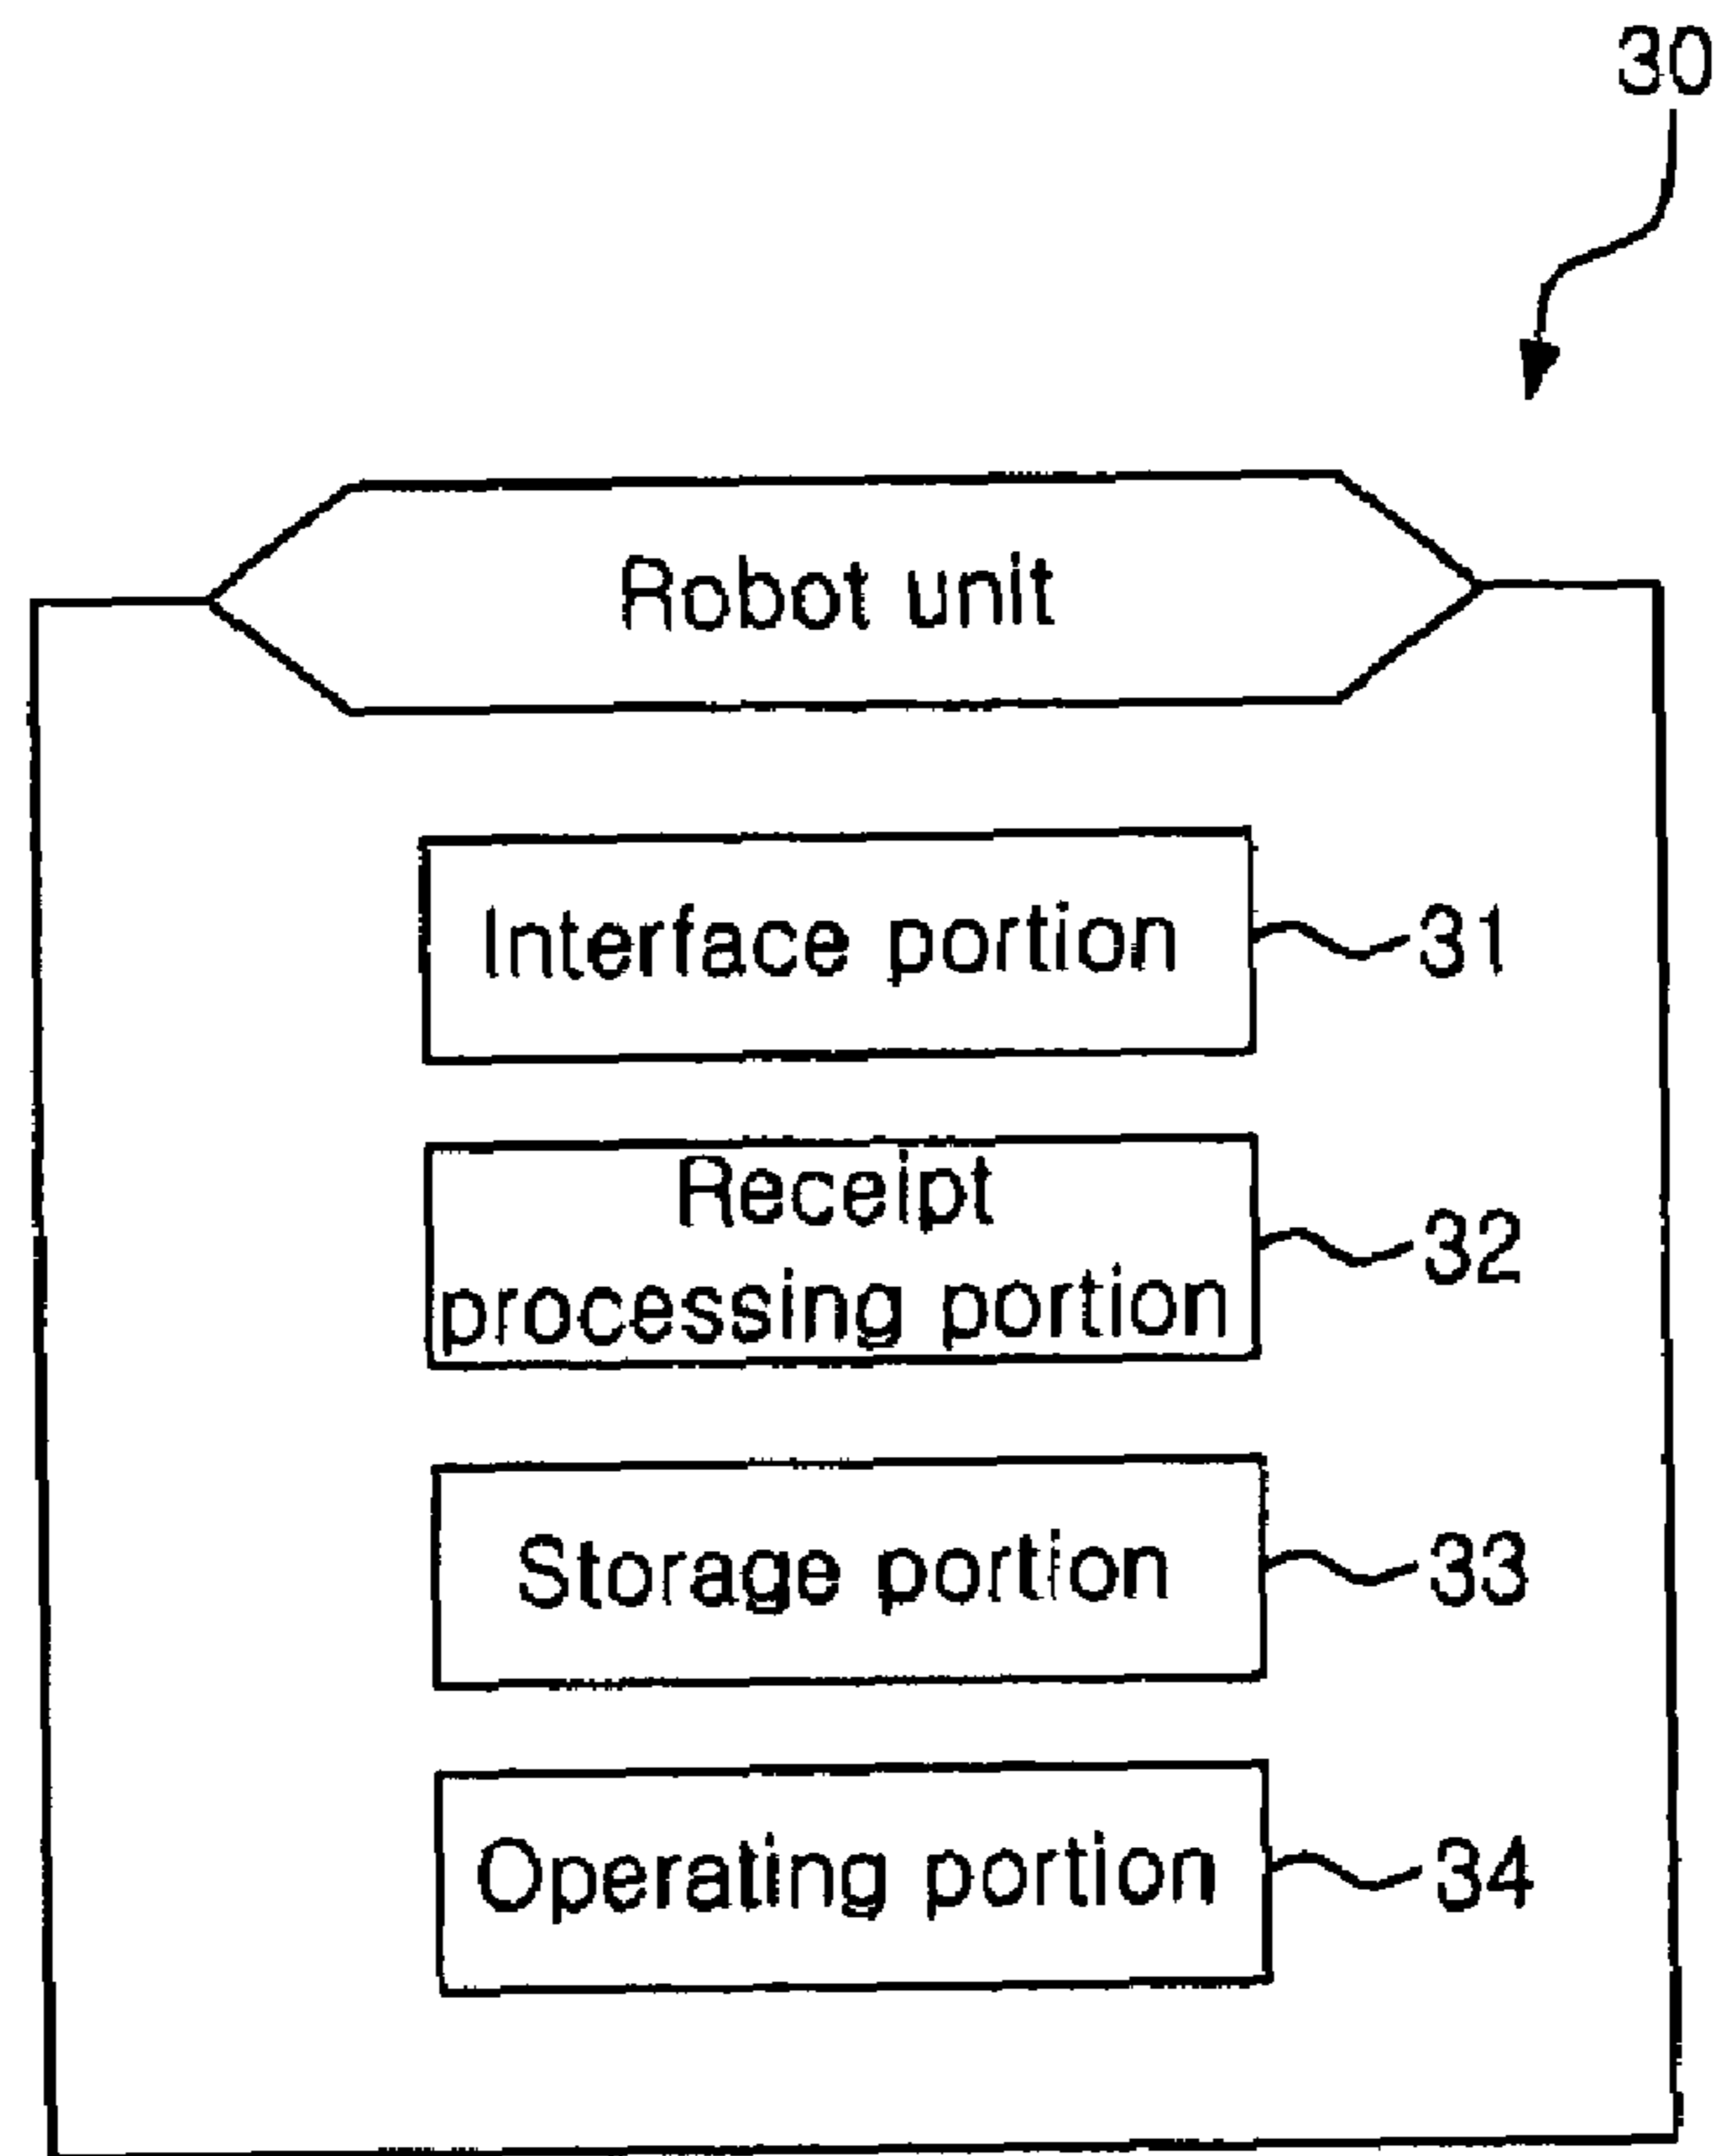 30
Robot unit
Interface portion
31
Receipt
processing portion
32
Storage portion
33
Operating portion
34